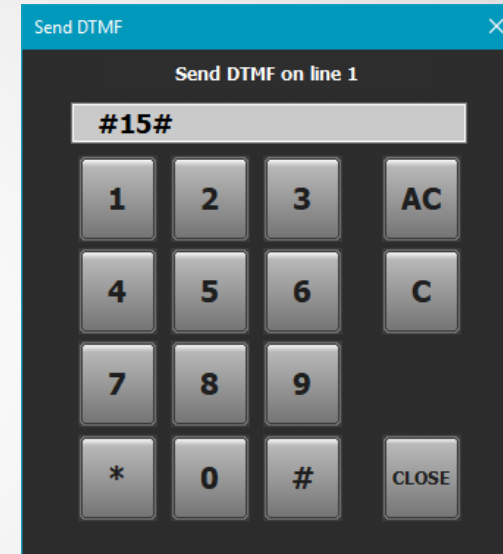 Send DTMF
Send DTMF on line 1
#15#
1 2 3 AC
4 5 6 C
7 8 9
* 0 # CLOSE